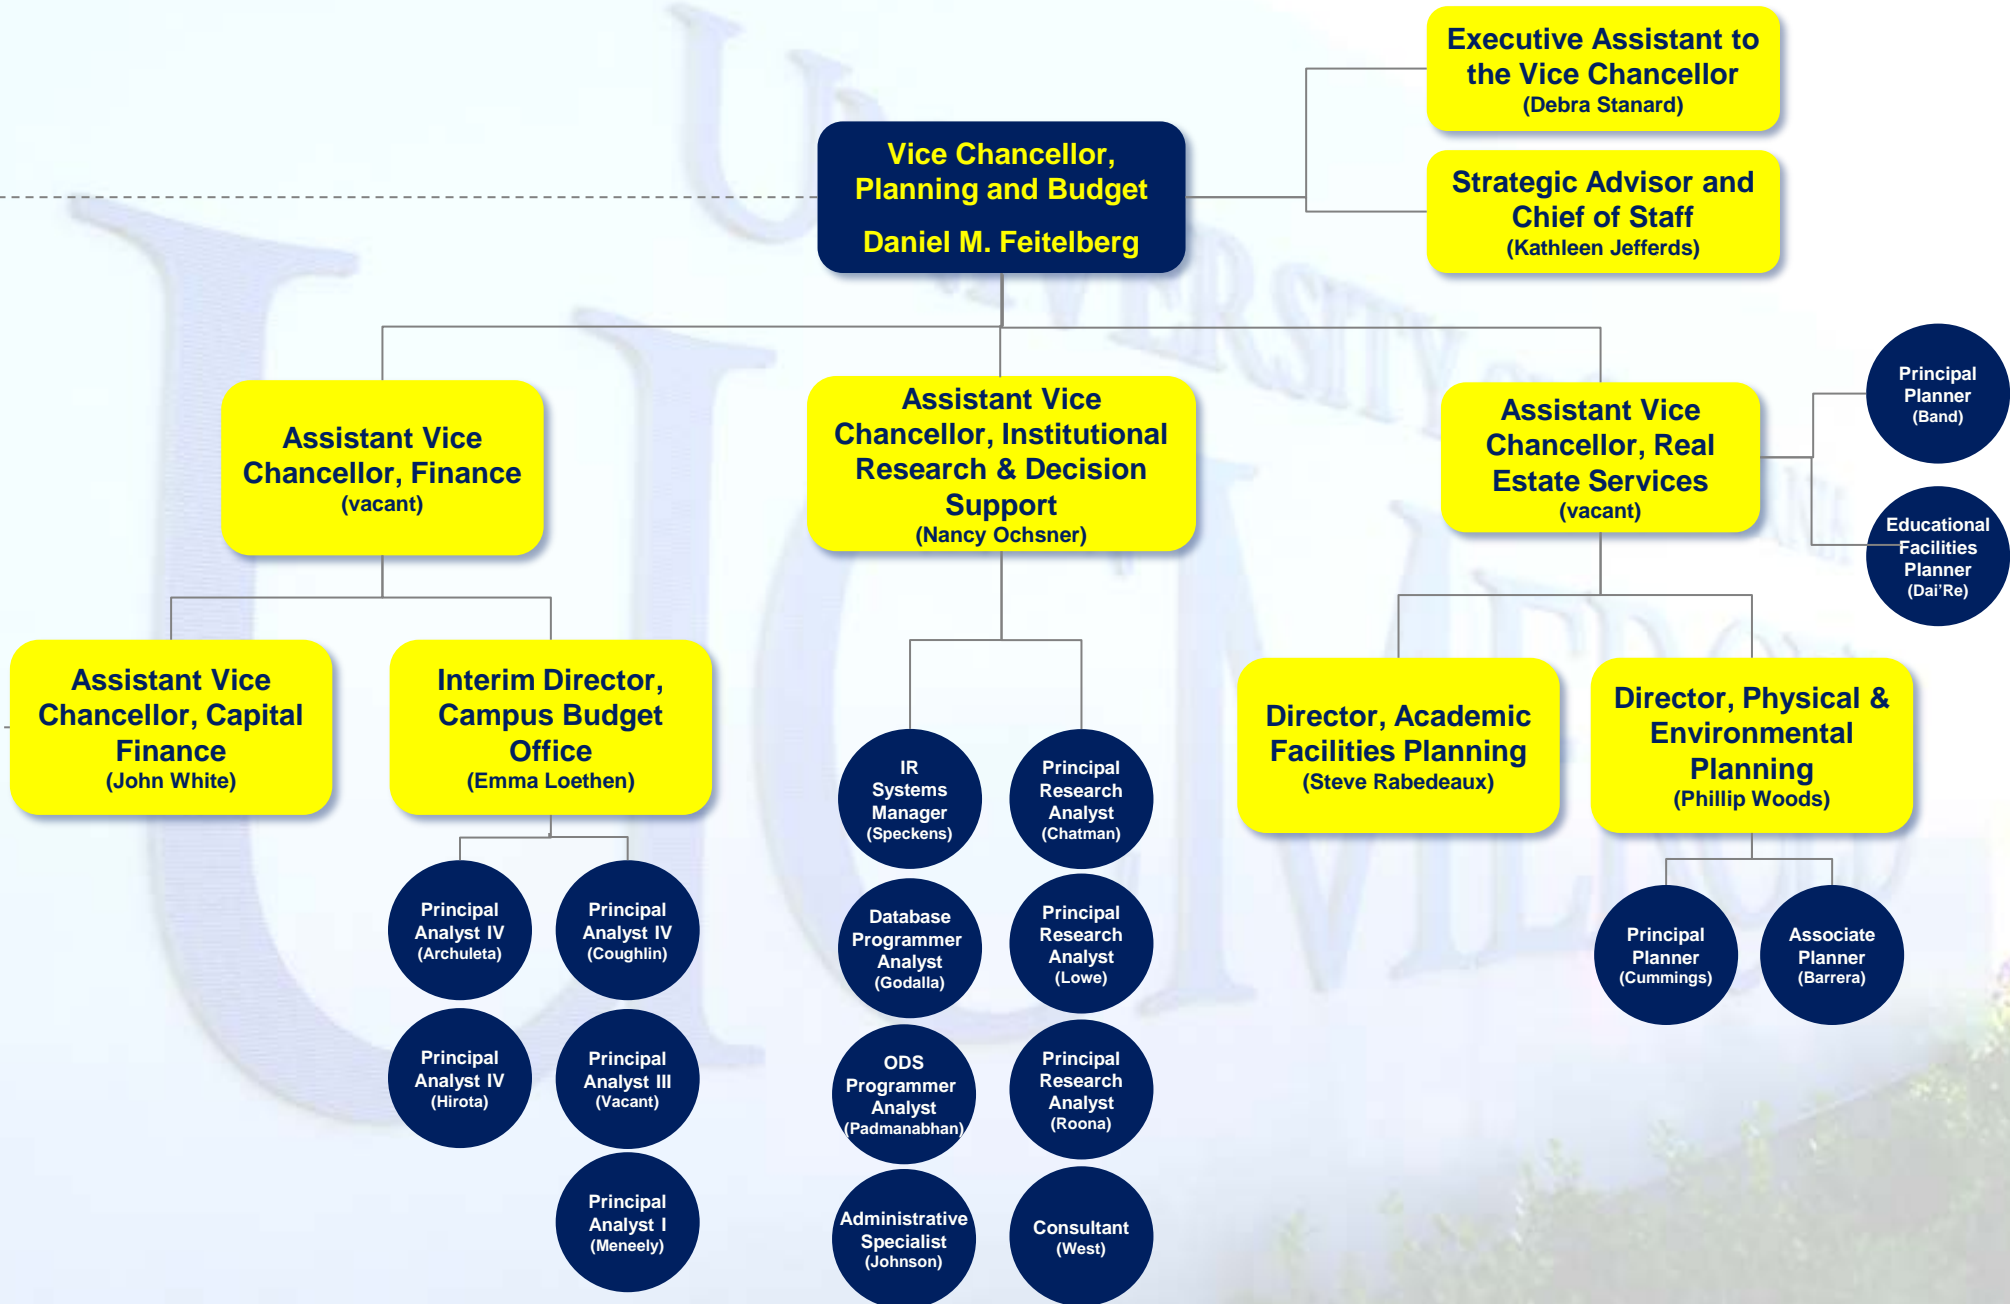 Executive Assistant to
the Vice Chancellor
(Debra Stanard)
Vice Chancellor,
Planning and Budget
Daniel M. Feitelberg
Strategic Advisor and
Chief of Staff
(Kathleen Jefferds)
Assistant Vice
Chancellor, Finance
(vacant)
Assistant Vice
Chancellor, Institutional
Research & Decision
Support
(Nancy Ochsner)
Assistant Vice
Chancellor, Real
Estate Services
(vacant)
Principal
Planner
(Band)
Educational
Facilities
Planner
(Dai'Re)
Assistant Vice
Chancellor, Capital
Finance
(John White)
Interim Director,
Campus Budget
Office
(Emma Loethen)
Director, Academic
Facilities Planning
(Steve Rabedeaux)
Director, Physical &
Environmental
Planning
(Phillip Woods)
Principal
Analyst IV
(Archuleta)
Principal
Analyst IV
(Coughlin)
Principal
Analyst IV
(Hirota)
Principal
Analyst III
(Vacant)
Principal
Analyst I
(Meneely)
IR
Systems
Manager
(Speckens)
Principal
Research
Analyst
(Chatman)
Database
Programmer
Analyst
(Godalla)
Principal
Research
Analyst
(Lowe)
ODS
Programmer
Analyst
(Padmanabhan)
Principal
Research
Analyst
(Roona)
Administrative
Specialist
(Johnson)
Consultant
(West)
Principal
Planner
(Cummings)
Associate
Planner
(Barrera)
UC MERCED